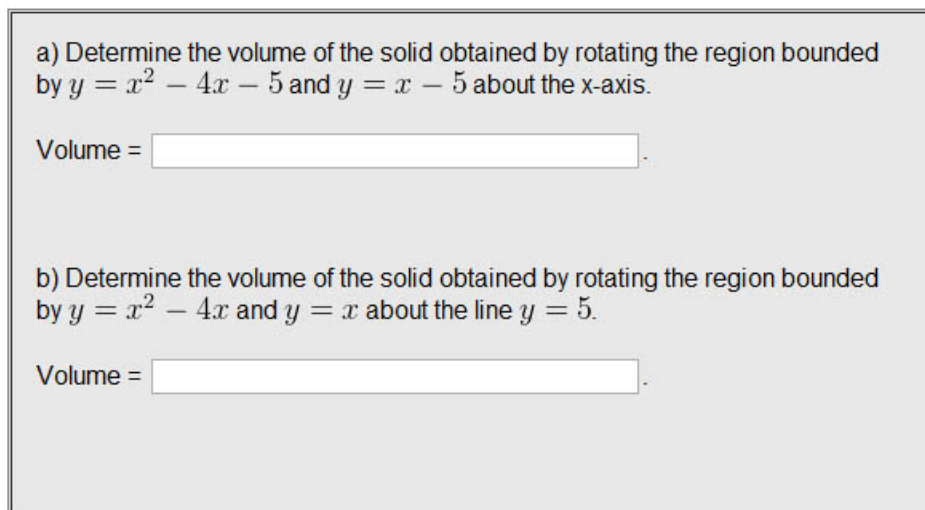 a) Determine the volume of the solid obtained by rotating the region bounded
by y = x² − 4x − 5 and y = x − 5 about the x-axis.
Volume = .
b) Determine the volume of the solid obtained by rotating the region bounded
by y = x² − 4x and y = x about the line y = 5.
Volume = .